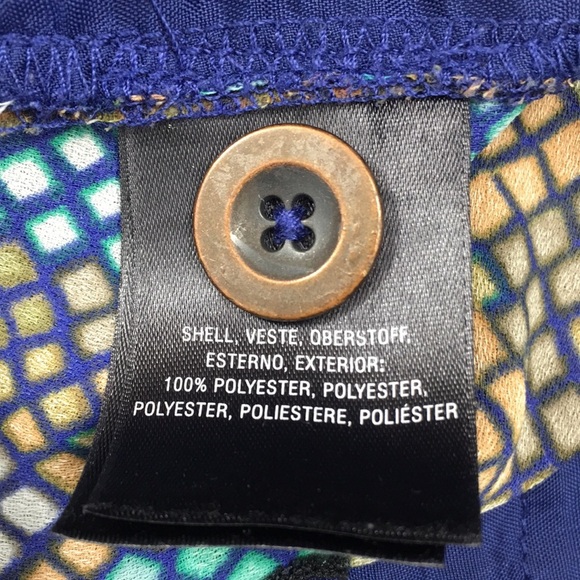 SHELL, VESTE, OBERSTOFF,
ESTERNO, EXTERIOR:
100% POLYESTER, POLYESTER,
POLYESTER, POLIESTERE, POLIÉSTER